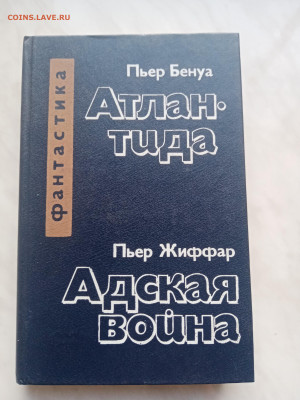 COINS.LAVE.RU
фантастика
Пьер Бенуа
Атлан-
тида
Пьер Жиффар
Адская
война